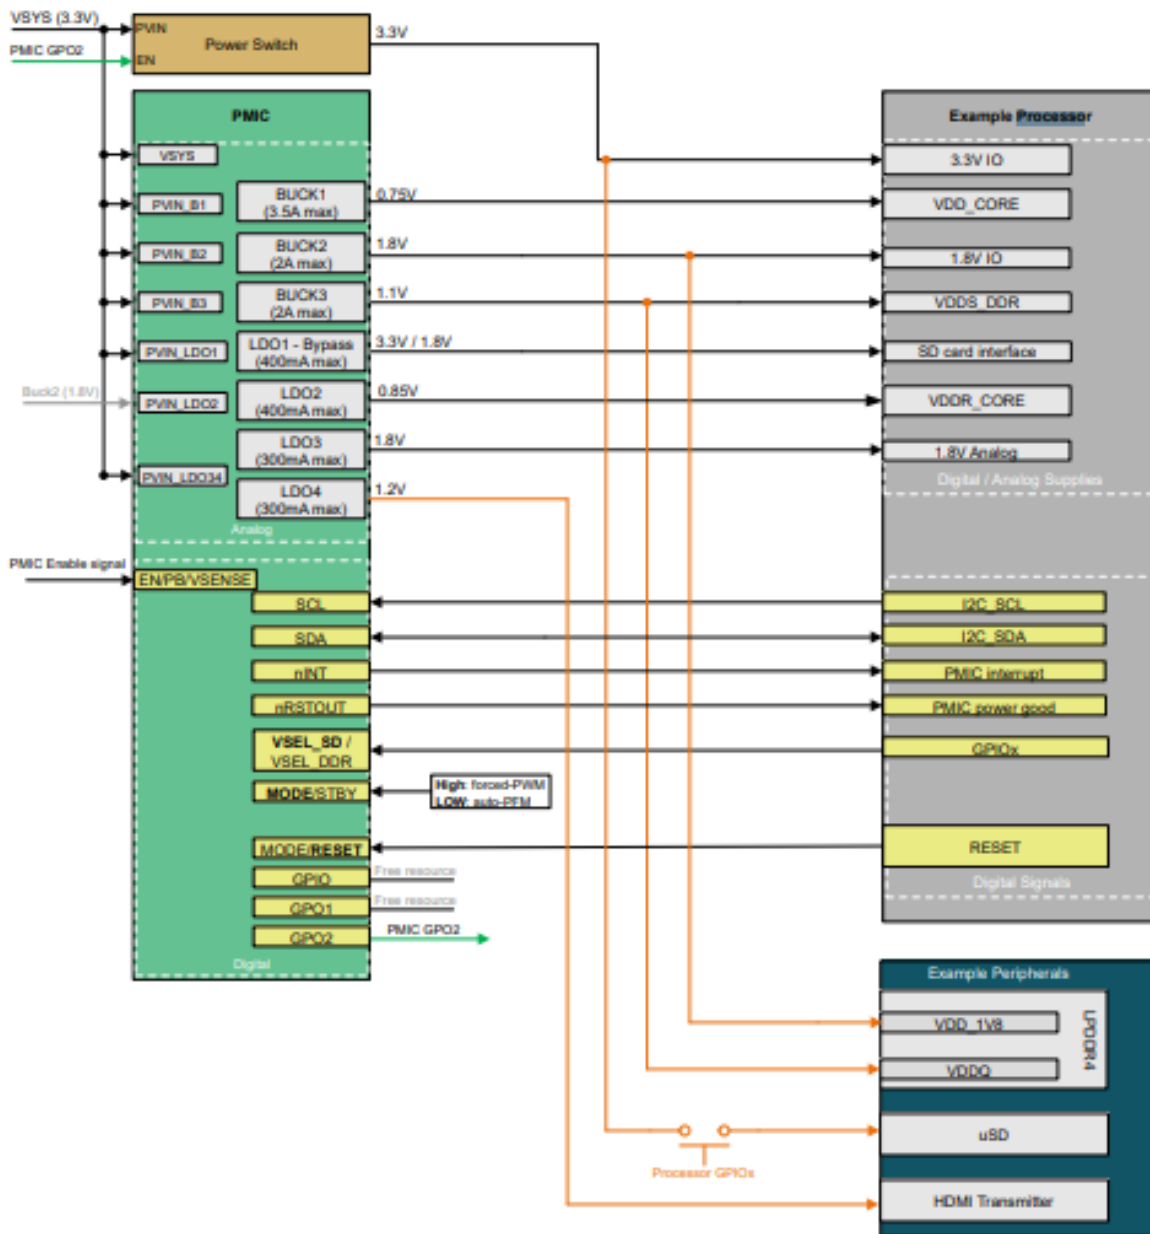 VSYS (3.3V)
PVIN
Power Switch
3.3V
PMIC GPO2
EN
PMIC
Example Processor
VSYS
3.3V IO
PVIN_B1
BUCK1
(3.5A max)
0.75V
VDD_CORE
PVIN_B2
BUCK2
(2A max)
1.8V
1.8V IO
PVIN_B3
BUCK3
(2A max)
1.1V
VDDS_DDR
PVIN_LDO1
LDO1 - Bypass
(400mA max)
3.3V / 1.8V
SD card interface
Buck2 (1.8V)
PVIN_LDO2
LDO2
(400mA max)
0.85V
VDDR_CORE
LDO3
(300mA max)
1.8V
1.8V Analog
PVIN_LDO34
Digital / Analog Supplies
LDO4
(300mA max)
1.2V
Analog
PMIC Enable signal
EN/PB/VSENSE
SCL
I2C_SCL
SDA
I2C_SDA
nINT
PMIC interrupt
nRSTOUT
PMIC power good
VSEL_SD /
VSEL_DDR
GPIOx
MODE/STBY
High: forced-PWM
LOW: auto-PFM
MODE/RESET
RESET
GPIO
Free resource
Digital Signals
GPO1
Free resource
GPO2
PMIC GPO2
Digital
Example Peripherals
VDD_1V8
LPDDR4
VDDQ
uSD
Processor GPIOx
HDMI Transmitter